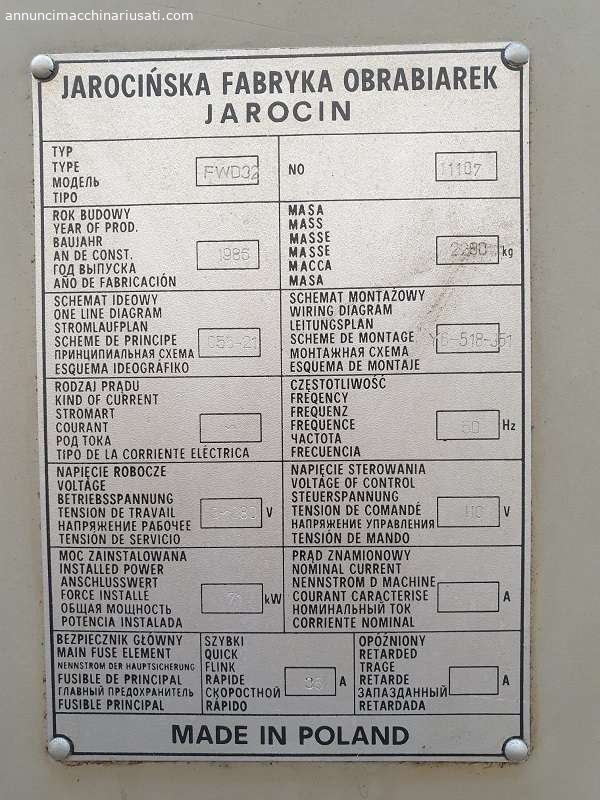 annuncimacchinariusati.com
JAROCIŃSKA FABRYKA OBRABIAREK
JAROCIN
TYP
TYPE
МОДЕЛЬ
TIPO
FWD32
NO
11107
ROK BUDOWY
YEAR OF PROD.
BAUJAHR
AN DE CONST.
ГОД ВЫПУСКА
AÑO DE FABRICACIÓN
1986
MASA
MASS
MASSE
MASSE
МАССА
MASA
kg
SCHEMAT IDEOWY
ONE LINE DIAGRAM
STROMLAUFPLAN
SCHEME DE PRINCIPE
ПРИНЦИПИАЛЬНАЯ СХЕМА
ESQUEMA IDEOGRÁFIKO
SCHEMAT MONTAŻOWY
WIRING DIAGRAM
LEITUNGSPLAN
SCHEME DE MONTAGE
МОНТАЖНАЯ СХЕМА
ESQUEMA DE MONTAJE
RODZAJ PRĄDU
KIND OF CURRENT
STROMART
COURANT
РОД ТОКА
TIPO DE LA CORRIENTE ELÉCTRICA
CZĘSTOTLIWOŚĆ
FREQENCY
FREQUENZ
FREQUENCE
ЧАСТОТА
FRECUENCIA
50 Hz
NAPIĘCIE ROBOCZE
VOLTAGE
BETRIEBSSPANNUNG
TENSION DE TRAVAIL
НАПРЯЖЕНИЕ РАБОЧЕЕ
TENSIÓN DE SERVICIO
V
NAPIĘCIE STEROWANIA
VOLTAGE OF CONTROL
STEUERSPANNUNG
TENSION DE COMANDÉ
НАПРЯЖЕНИЕ УПРАВЛЕНИЯ
TENSIÓN DE MANDO
110 V
MOC ZAINSTALOWANA
INSTALLED POWER
ANSCHLUSSWERT
FORCE INSTALLE
ОБЩАЯ МОЩНОСТЬ
POTENCIA INSTALADA
kW
PRĄD ZNAMIONOWY
NOMINAL CURRENT
NENNSTROM D MACHINE
COURANT CARACTERISE
НОМИНАЛЬНЫЙ ТОК
CORRIENTE NOMINAL
A
BEZPIECZNIK GŁÓWNY
MAIN FUSE ELEMENT
NENNSTROM DER HAUPTSICHERUNG
FUSIBLE DE PRINCIPAL
ГЛАВНЫЙ ПРЕДОХРАНИТЕЛЬ
FUSIBLE PRINCIPAL
SZYBKI
QUICK
FLINK
RAPIDE
СКОРОСТНОЙ
RÁPIDO
A
OPÓŹNIONY
RETARDED
TRAGE
RETARDE
ЗАПАЗДАННЫЙ
RETARDADA
A
MADE IN POLAND